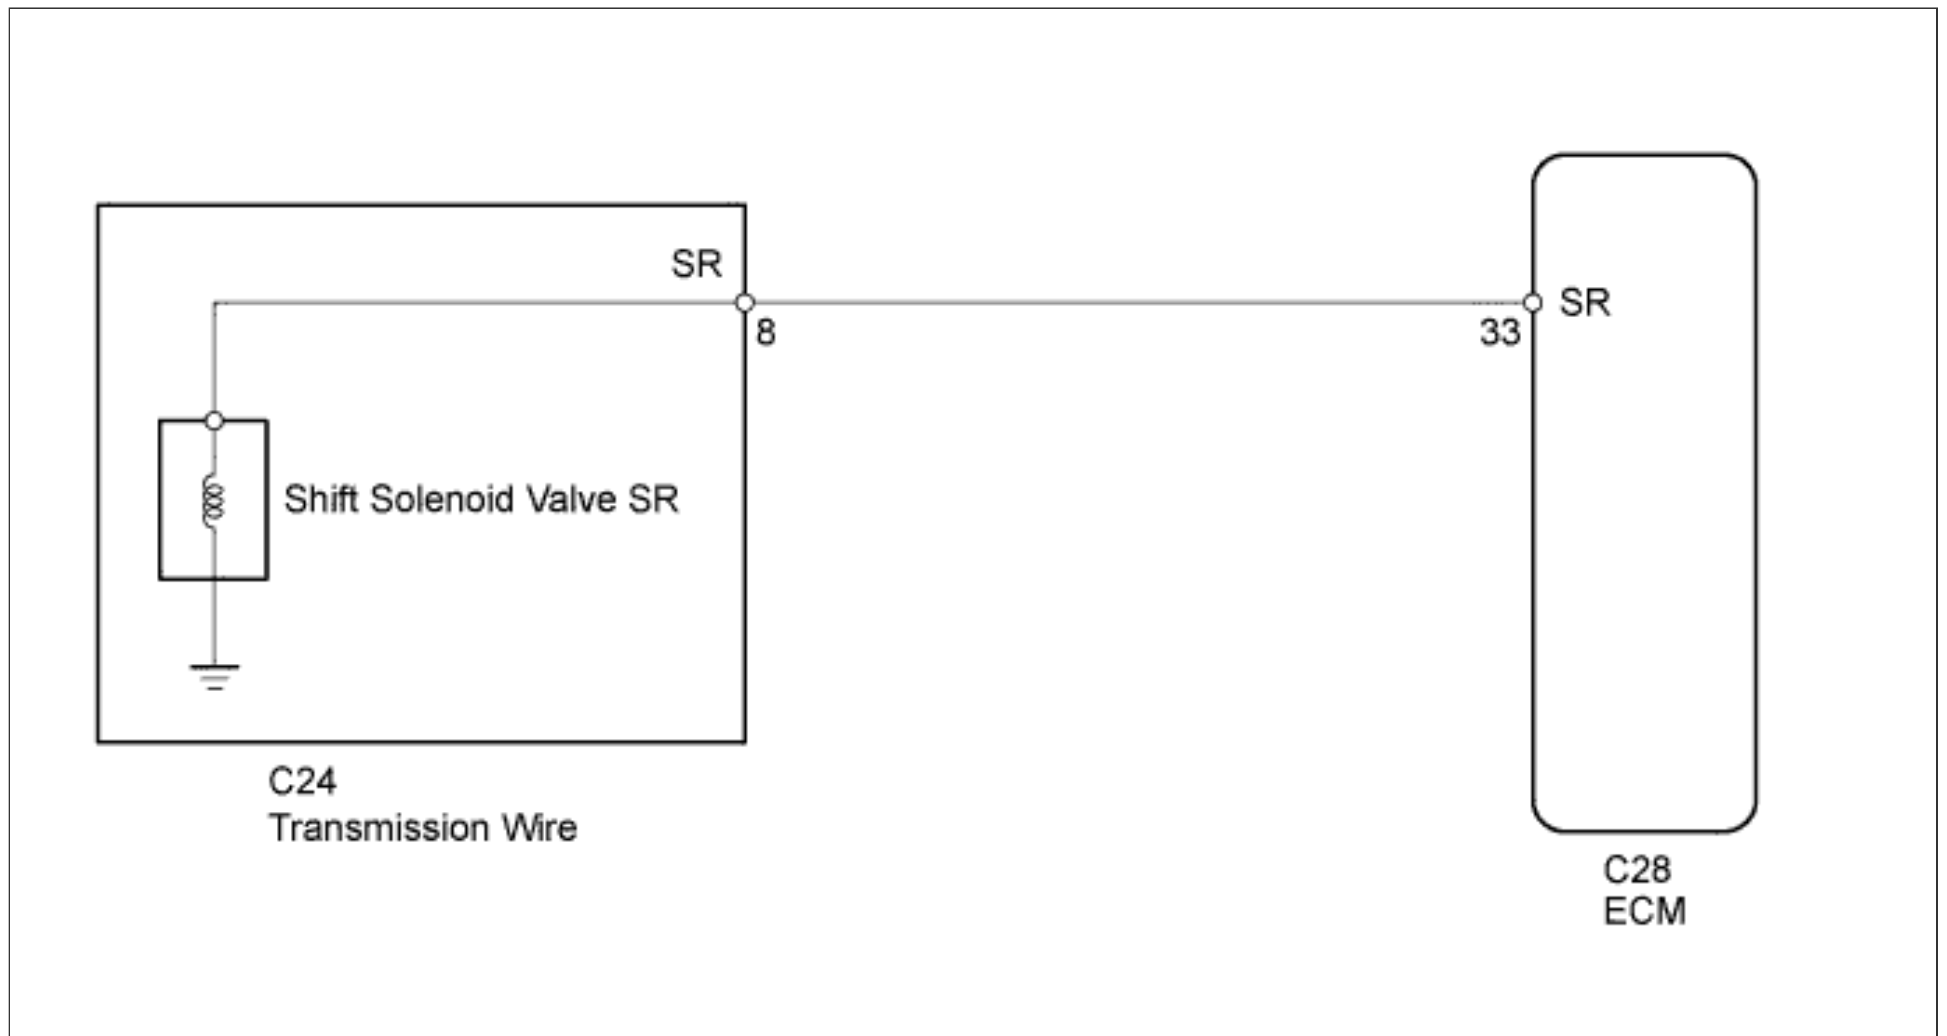 SR
8
33
SR
Shift Solenoid Valve SR
C24
Transmission Wire
C28
ECM